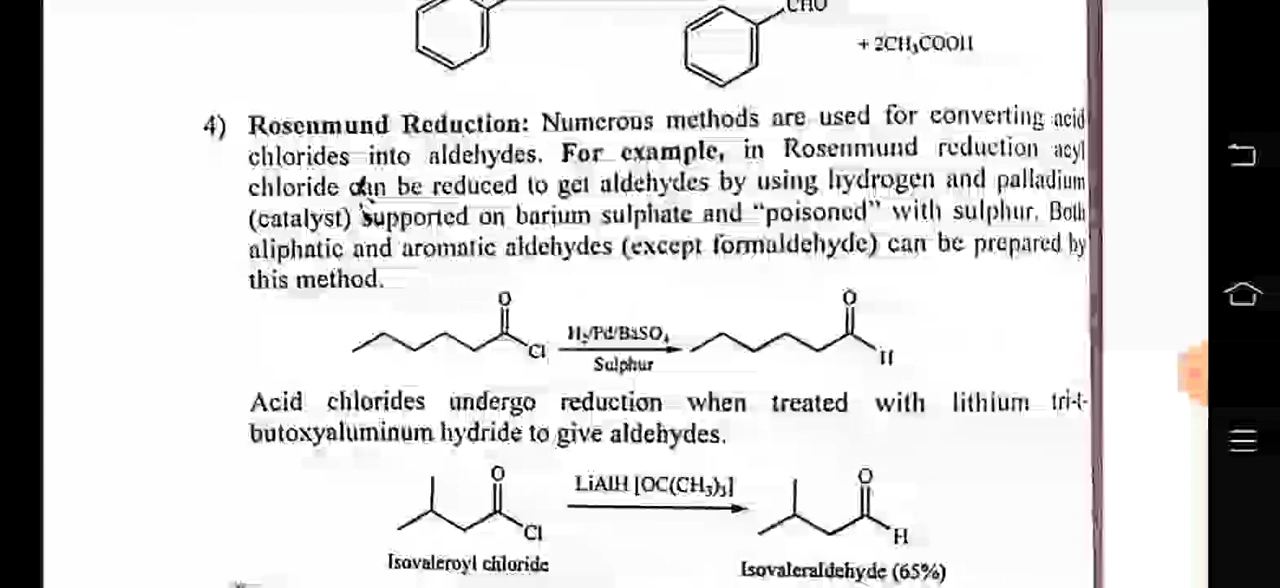 CHO
+ 2CH₃COOH
4) Rosenmund Reduction: Numerous methods are used for converting acid
chlorides into aldehydes. For example, in Rosenmund reduction acyl
chloride can be reduced to get aldehydes by using hydrogen and palladium
(catalyst) supported on barium sulphate and “poisoned” with sulphur. Both
aliphatic and aromatic aldehydes (except formaldehyde) can be prepared by
this method.
O
Cl
H₂/Pd/BaSO₄
Sulphur
O
H
Acid chlorides undergo reduction when treated with lithium tri-t-
butoxyaluminum hydride to give aldehydes.
O
Cl
LiAlH [OC(CH₃)₃]
O
H
Isovaleroyl chloride
Isovaleraldehyde (65%)